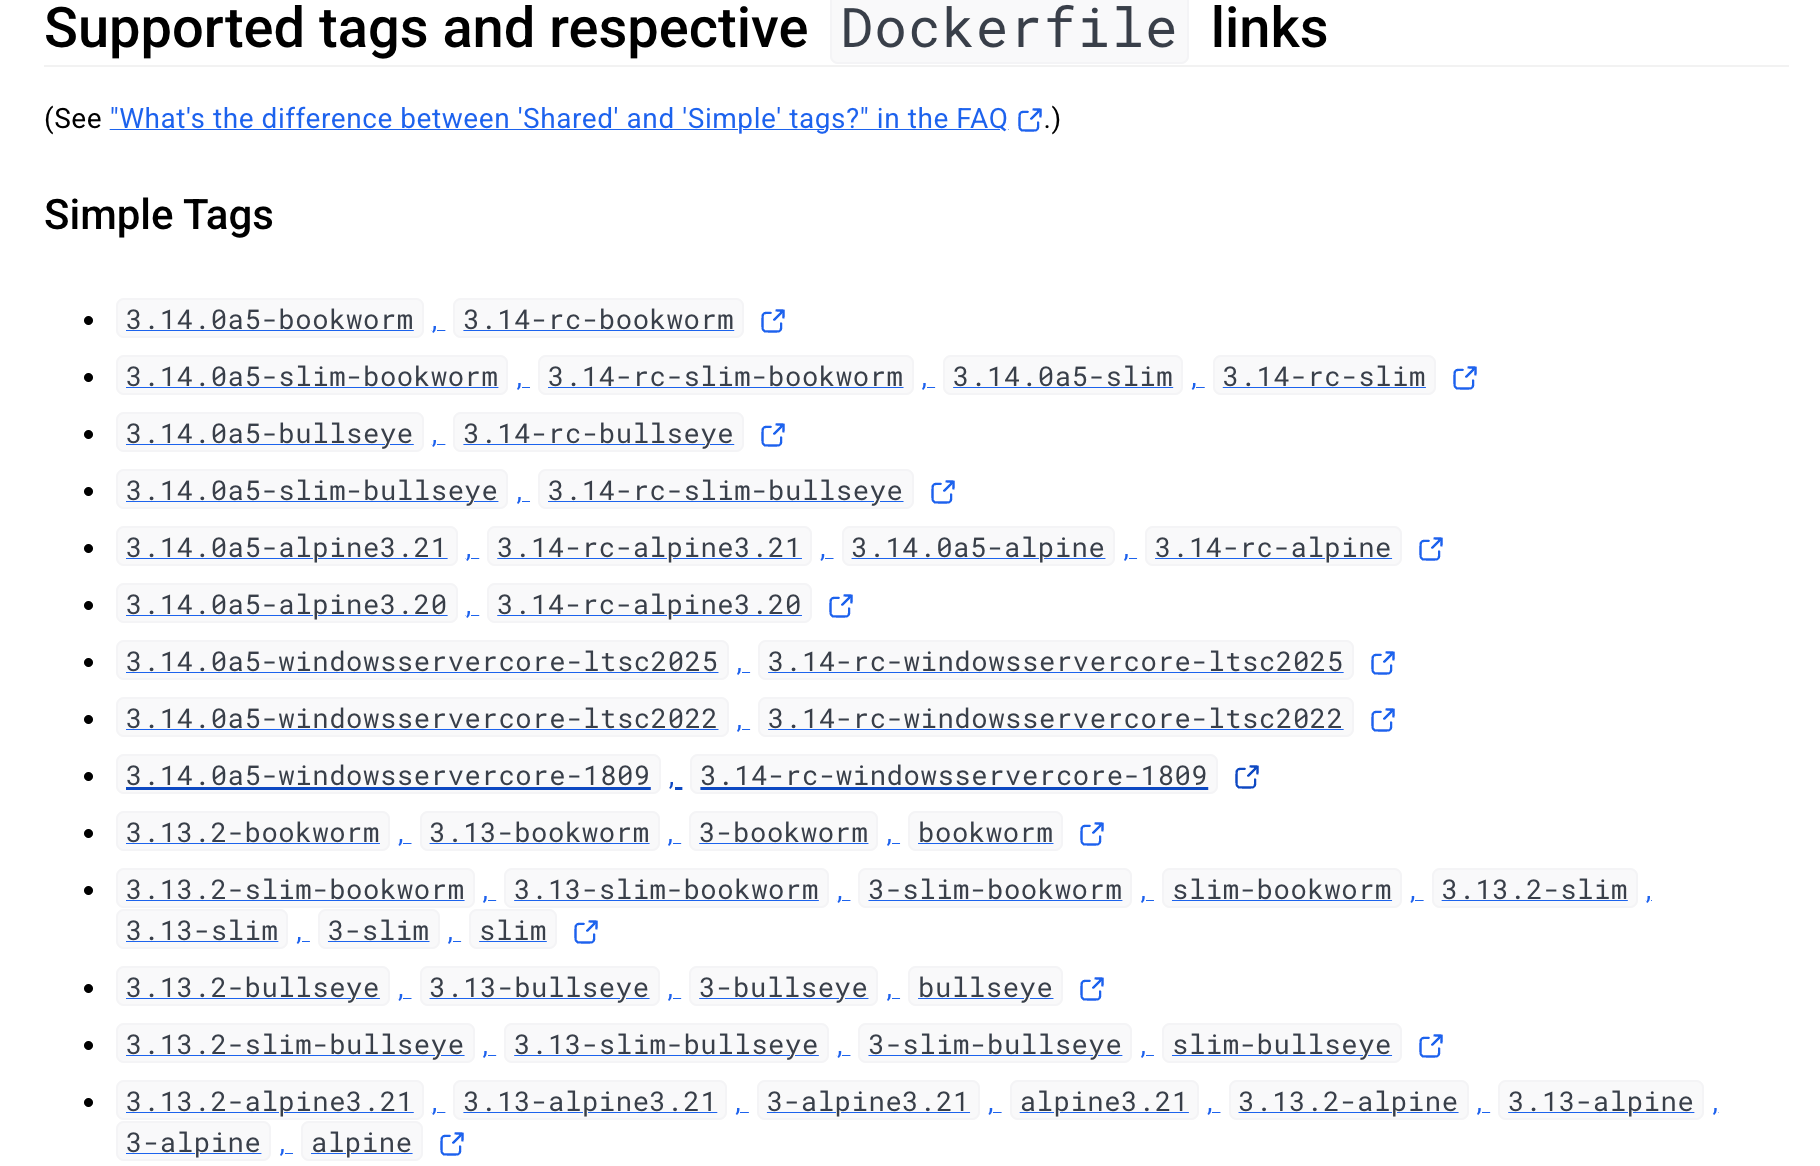 Supported tags and respective Dockerfile links
(See "What's the difference between 'Shared' and 'Simple' tags?" in the FAQ .)
Simple Tags
3.14.0a5-bookworm , 3.14-rc-bookworm
3.14.0a5-slim-bookworm , 3.14-rc-slim-bookworm , 3.14.0a5-slim , 3.14-rc-slim
3.14.0a5-bullseye , 3.14-rc-bullseye
3.14.0a5-slim-bullseye , 3.14-rc-slim-bullseye
3.14.0a5-alpine3.21 , 3.14-rc-alpine3.21 , 3.14.0a5-alpine , 3.14-rc-alpine
3.14.0a5-alpine3.20 , 3.14-rc-alpine3.20
3.14.0a5-windowsservercore-ltsc2025 , 3.14-rc-windowsservercore-ltsc2025
3.14.0a5-windowsservercore-ltsc2022 , 3.14-rc-windowsservercore-ltsc2022
3.14.0a5-windowsservercore-1809 , 3.14-rc-windowsservercore-1809
3.13.2-bookworm , 3.13-bookworm , 3-bookworm , bookworm
3.13.2-slim-bookworm , 3.13-slim-bookworm , 3-slim-bookworm , slim-bookworm , 3.13.2-slim ,
3.13-slim , 3-slim , slim
3.13.2-bullseye , 3.13-bullseye , 3-bullseye , bullseye
3.13.2-slim-bullseye , 3.13-slim-bullseye , 3-slim-bullseye , slim-bullseye
3.13.2-alpine3.21 , 3.13-alpine3.21 , 3-alpine3.21 , alpine3.21 , 3.13.2-alpine , 3.13-alpine ,
3-alpine , alpine